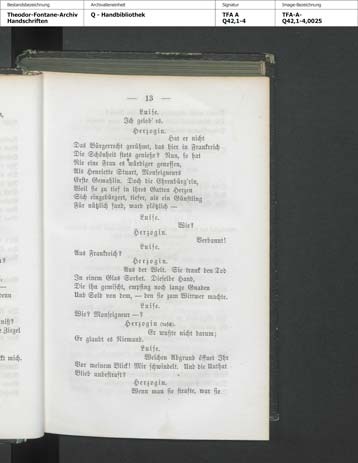 Bestandsbezeichnung
Theodor-Fontane-Archiv
Handschriften
Archivalieneinheit
Q - Handbibliothek
Signatur
TFA A
Q42,1-4
Image-Bezeichnung
TFA-A-
Q42,1-4,0025
— 13 —
Luise.
Ich gelob' es.
Herzogin.
Hat er nicht
Das Bürgerrecht gerühmt, das hier in Frankreich
Die Schönheit stets genieße? Nun, so hat
Nie eine Frau es würdiger genossen,
Als Henriette Stuart, Monseigneurs
Erste Gemahlin. Doch die Ehrenbürg'rin,
Weil sie zu tief in ihres Gatten Herzen
Sich eingebürgert, tiefer, als ein Günstling
Für nützlich fand, ward plötzlich —
Luise.
Wie?
Herzogin.
Verbannt!
Luise.
Aus Frankreich?
Herzogin.
Aus der Welt. Sie trank den Tod
In einem Glas Sorbet. Dieselbe Hand,
Die ihn gemischt, empfing noch lange Gnaden
Und Sold von dem, — den sie zum Wittwer machte.
Luise.
Wie? Monseigneur —?
Herzogin
Er wußte nicht darum;
Er glaubt es Niemand.
Luise.
Welchen Abgrund öffnet Ihr
Vor meinem Blick! Mir schwindelt. Und die Unthat
Blieb unbestraft?
Herzogin.
Wenn man sie strafte, war sie